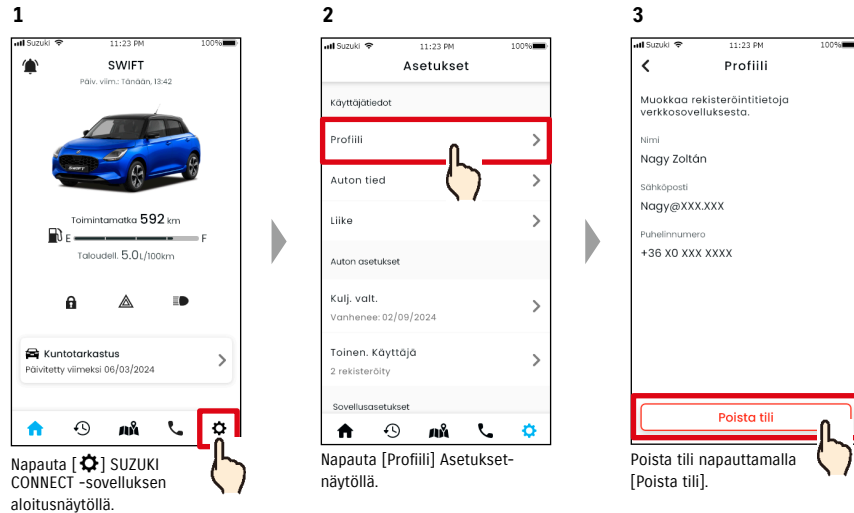 1
Suzuki 11:23 PM 100%
SWIFT
Päiv. viim.: Tänään, 13:42
SWIFT
Toimintamatka 592 km
E F
Taloudell. 5.0L/100km
Kuntotarkastus
Päivitetty viimeksi 06/03/2024
Napauta [ ] SUZUKI
CONNECT -sovelluksen
aloitusnäytöllä.
2
Suzuki 11:23 PM 100%
Asetukset
Käyttäjätiedot
Profiili
Auton tied
Liike
Auton asetukset
Kulj. valt.
Vanhenee: 02/09/2024
Toinen. Käyttäjä
2 rekisteröity
Sovellusasetukset
Napauta [Profiili] Asetukset-
näytöllä.
3
Suzuki 11:23 PM 100%
Profiili
Muokkaa rekisteröintitietoja
verkkosovelluksesta.
Nimi
Nagy Zoltán
Sähköposti
Nagy@XXX.XXX
Puhelinnumero
+36 X0 XXX XXXX
Poista tili
Poista tili napauttamalla
[Poista tili].